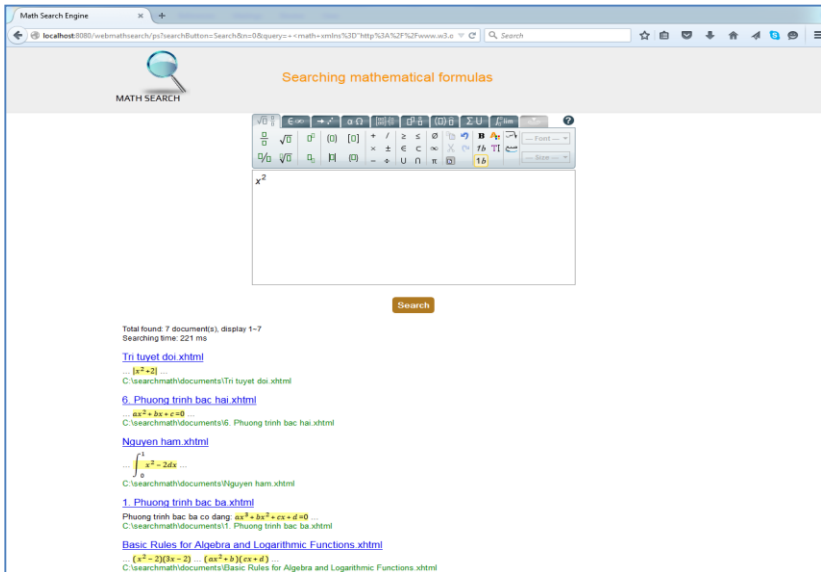 Math Search Engine
localhost:8080/webmathsearch/ps?searchButton=Search&n=0&query=+<math+xmlns%3D"http%3A%2F%2Fwww.w3.o
Search
MATH SEARCH
Searching mathematical formulas
-- Font --
-- Size --
x²
Search
Total found: 7 document(s), display 1~7
Searching time: 221 ms
Tri tuyet doi.xhtml
... |x²+2| ...
C:\searchmath\documents\Tri tuyet doi.xhtml
6. Phuong trinh bac hai.xhtml
... ax²+bx+c=0 ...
C:\searchmath\documents\6. Phuong trinh bac hai.xhtml
Nguyen ham.xhtml
... ∫₀¹ x²−2dx ...
C:\searchmath\documents\Nguyen ham.xhtml
1. Phuong trinh bac ba.xhtml
Phuong trinh bac ba co dang: ax³+bx²+cx+d=0 ...
C:\searchmath\documents\1. Phuong trinh bac ba.xhtml
Basic Rules for Algebra and Logarithmic Functions.xhtml
... (x²−2)(3x−2) ... (ax²+b)(cx+d) ...
C:\searchmath\documents\Basic Rules for Algebra and Logarithmic Functions.xhtml